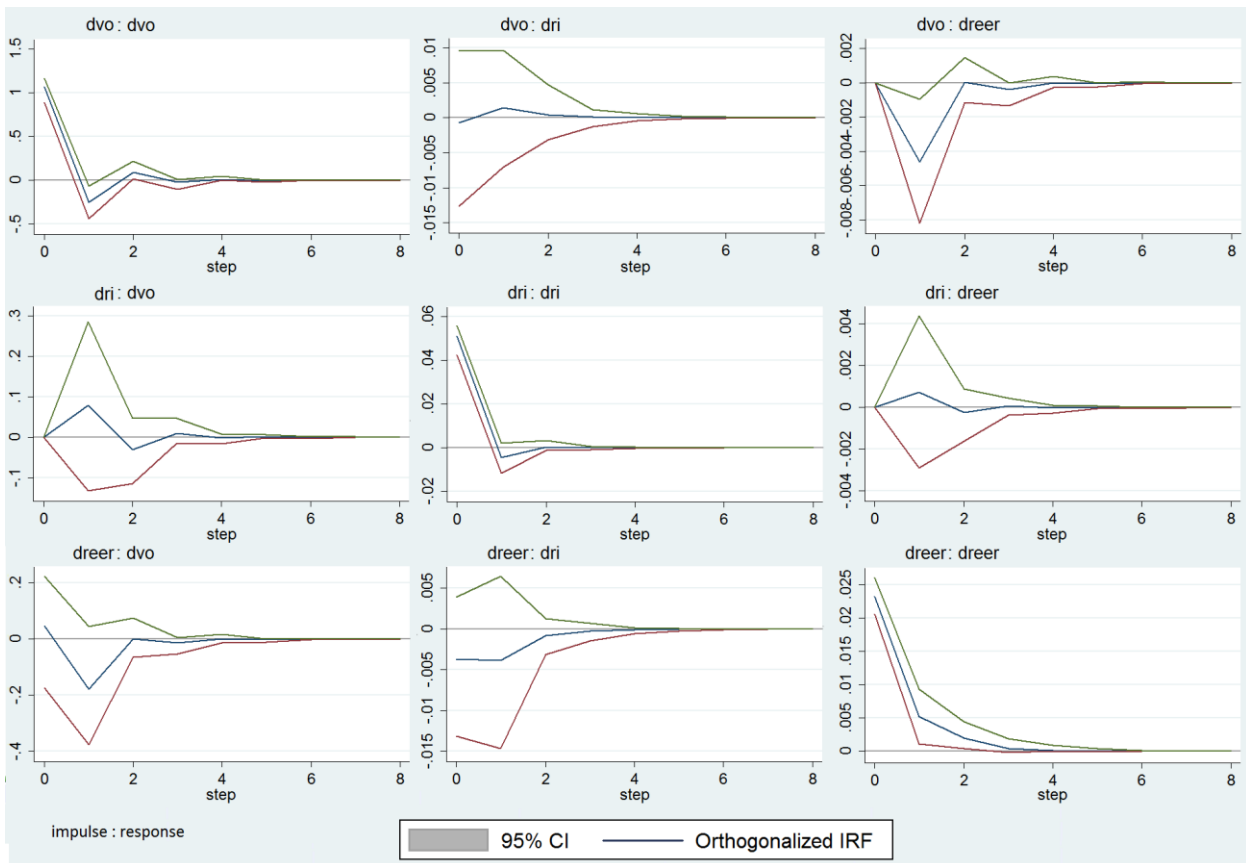 dvo : dvo
1.5
1
.5
0
-.5
0 2 4 6 8
step
dvo : dri
.01
.005
0
-.005
-.01
-.015
0 2 4 6 8
step
dvo : dreer
.002
0
-.002
-.004
-.006
-.008
0 2 4 6 8
step
dri : dvo
.3
.2
.1
0
-.1
0 2 4 6 8
step
dri : dri
.06
.04
.02
0
-.02
0 2 4 6 8
step
dri : dreer
.004
.002
0
-.002
-.004
0 2 4 6 8
step
dreer : dvo
.2
0
-.2
-.4
0 2 4 6 8
step
dreer : dri
.005
0
-.005
-.01
-.015
0 2 4 6 8
step
dreer : dreer
.025
.02
.015
.01
.005
0
0 2 4 6 8
step
impulse : response
95% CI Orthogonalized IRF